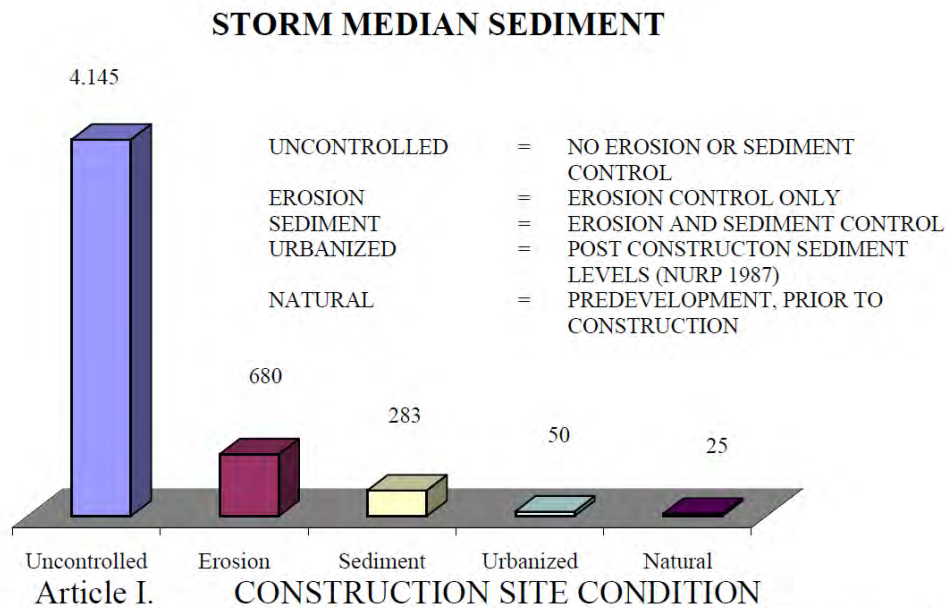 STORM MEDIAN SEDIMENT
4.145
UNCONTROLLED = NO EROSION OR SEDIMENT
CONTROL
EROSION = EROSION CONTROL ONLY
SEDIMENT = EROSION AND SEDIMENT CONTROL
URBANIZED = POST CONSTRUCTON SEDIMENT
LEVELS (NURP 1987)
NATURAL = PREDEVELOPMENT, PRIOR TO
CONSTRUCTION
680
283
50
25
Uncontrolled Erosion Sediment Urbanized Natural
Article I. CONSTRUCTION SITE CONDITION